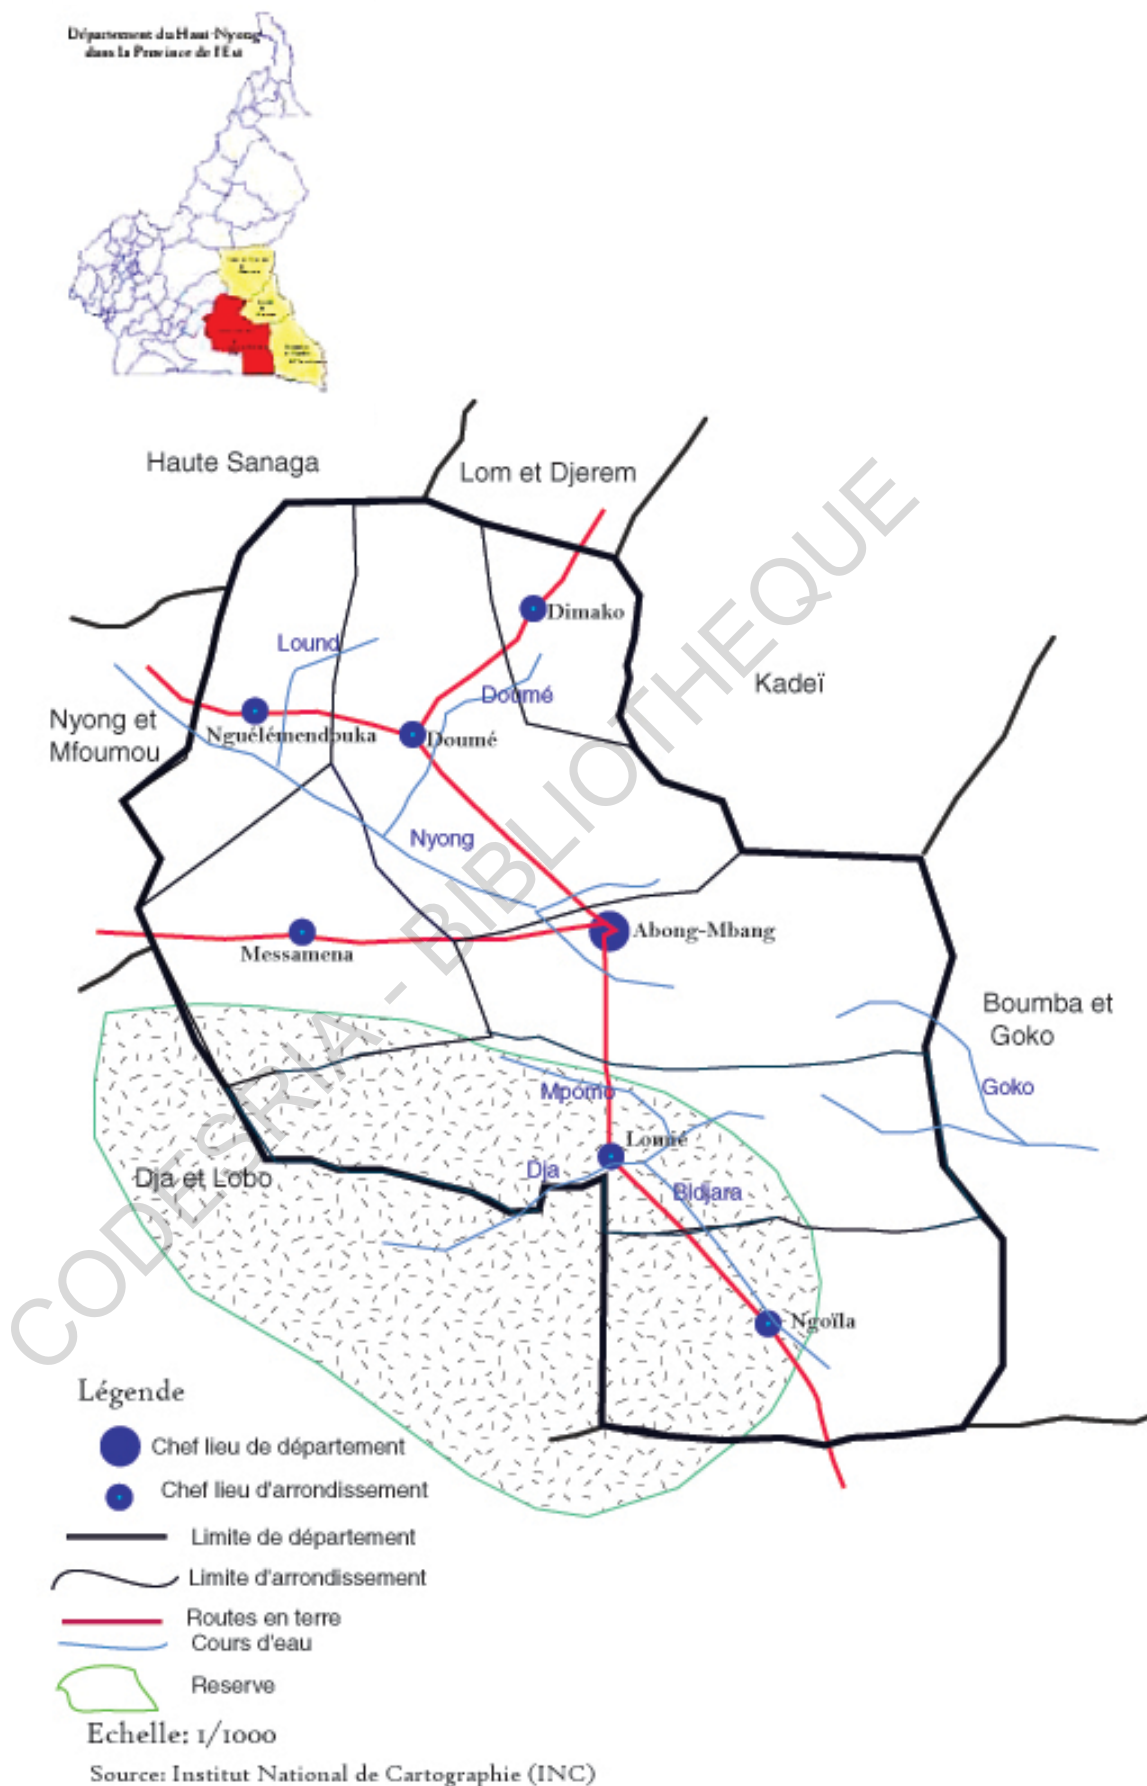 Département du Haut-Nyong
dans la Province de l'Est
Haute Sanaga
Lom et Djerem
Dimako
Lound
Kadeï
Doumé
Nyong et
Mfoumou
Nguélémendouka
Doumé
Nyong
Abong-Mbang
Messamena
Boumba et
Goko
Goko
Mpomo
Lomié
Dja
Dja et Lobo
Bidjara
Ngoïla
CODESRIA - BIBLIOTHEQUE
Légende
Chef lieu de département
Chef lieu d'arrondissement
Limite de département
Limite d'arrondissement
Routes en terre
Cours d'eau
Reserve
Echelle: 1/1000
Source: Institut National de Cartographie (INC)